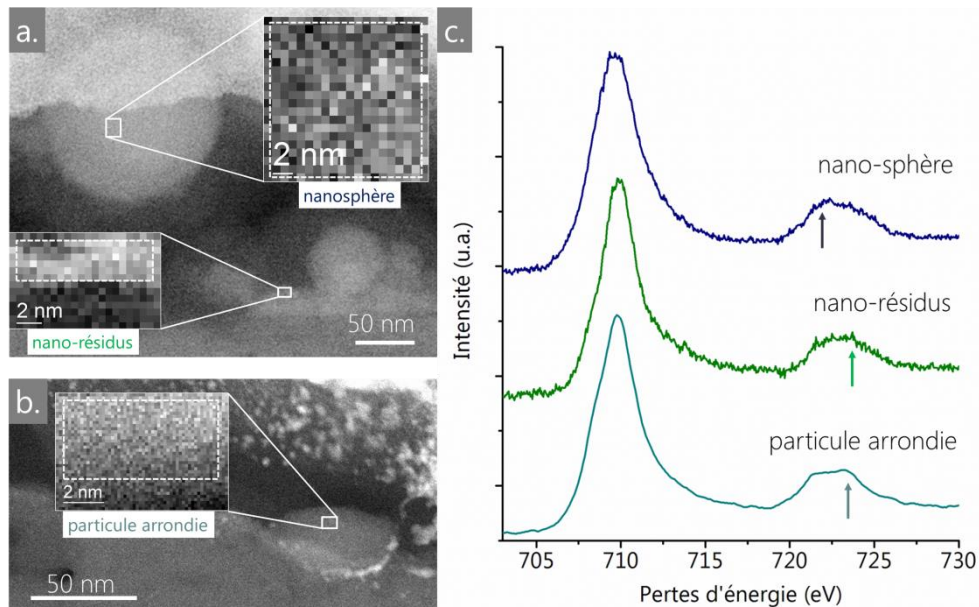 a.
2 nm
nanosphère
2 nm
nano-résidus
50 nm
b.
2 nm
particule arrondie
50 nm
c.
nano-sphère
nano-résidus
particule arrondie
Intensité (u.a.)
705 710 715 720 725 730
Pertes d'énergie (eV)